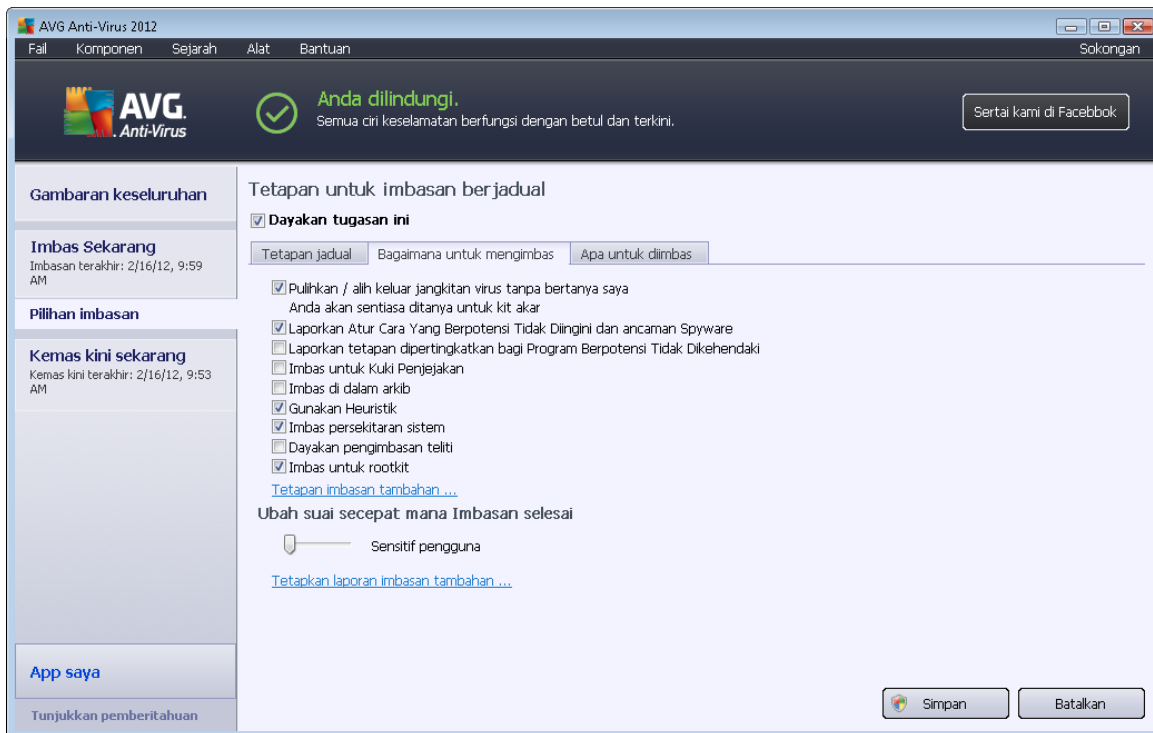 AVG Anti-Virus 2012
Fail Komponen Sejarah Alat Bantuan Sokongan
AVG.
Anti-Virus
Anda dilindungi.
Semua ciri keselamatan berfungsi dengan betul dan terkini.
Sertai kami di Facebbok
Gambaran keseluruhan
Imbas Sekarang
Imbasan terakhir: 2/16/12, 9:59
AM
Pilihan imbasan
Kemas kini sekarang
Kemas kini terakhir: 2/16/12, 9:53
AM
App saya
Tunjukkan pemberitahuan
Tetapan untuk imbasan berjadual
Dayakan tugasan ini
Tetapan jadual Bagaimana untuk mengimbas Apa untuk diimbas
Pulihkan / alih keluar jangkitan virus tanpa bertanya saya
Anda akan sentiasa ditanya untuk kit akar
Laporkan Atur Cara Yang Berpotensi Tidak Diingini dan ancaman Spyware
Laporkan tetapan dipertingkatkan bagi Program Berpotensi Tidak Dikehendaki
Imbas untuk Kuki Penjejakan
Imbas di dalam arkib
Gunakan Heuristik
Imbas persekitaran sistem
Dayakan pengimbasan teliti
Imbas untuk rootkit
Tetapan imbasan tambahan ...
Ubah suai secepat mana Imbasan selesai
Sensitif pengguna
Tetapkan laporan imbasan tambahan ...
Simpan Batalkan